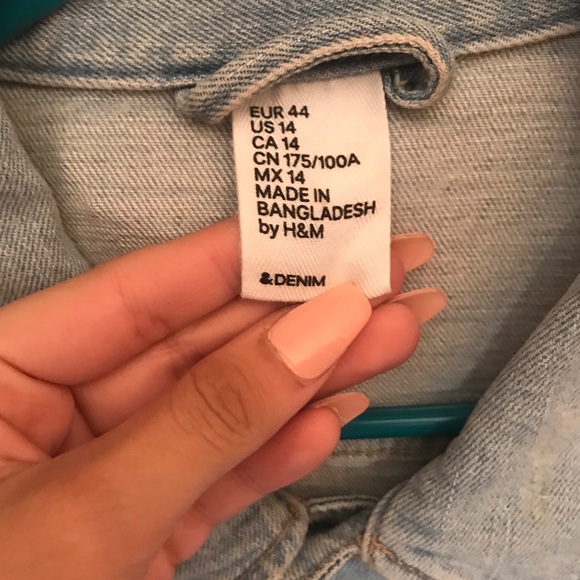 EUR 44
US 14
CA 14
CN 175/100A
MX 14
MADE IN
BANGLADESH
by H&M
&DENIM